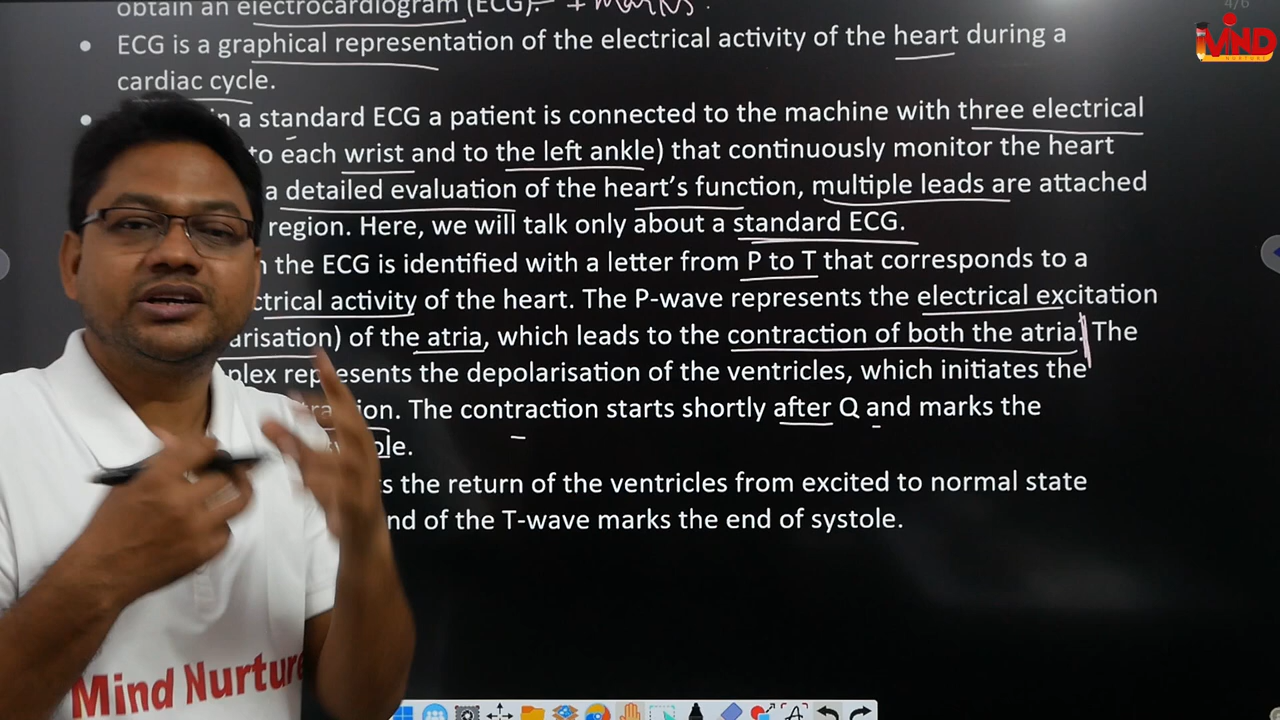 obtain an electrocardiogram (ECG)
4/6
ECG is a graphical representation of the electrical activity of the heart during a
cardiac cycle.
a standard ECG a patient is connected to the machine with three electrical
to each wrist and to the left ankle) that continuously monitor the heart
a detailed evaluation of the heart's function, multiple leads are attached
region. Here, we will talk only about a standard ECG.
the ECG is identified with a letter from P to T that corresponds to a
ctrical activity of the heart. The P-wave represents the electrical excitation
arisation) of the atria, which leads to the contraction of both the atria. The
plex represents the depolarisation of the ventricles, which initiates the
ion. The contraction starts shortly after Q and marks the
ole.
s the return of the ventricles from excited to normal state
nd of the T-wave marks the end of systole.
MIND
NURTURE
Mind Nurture